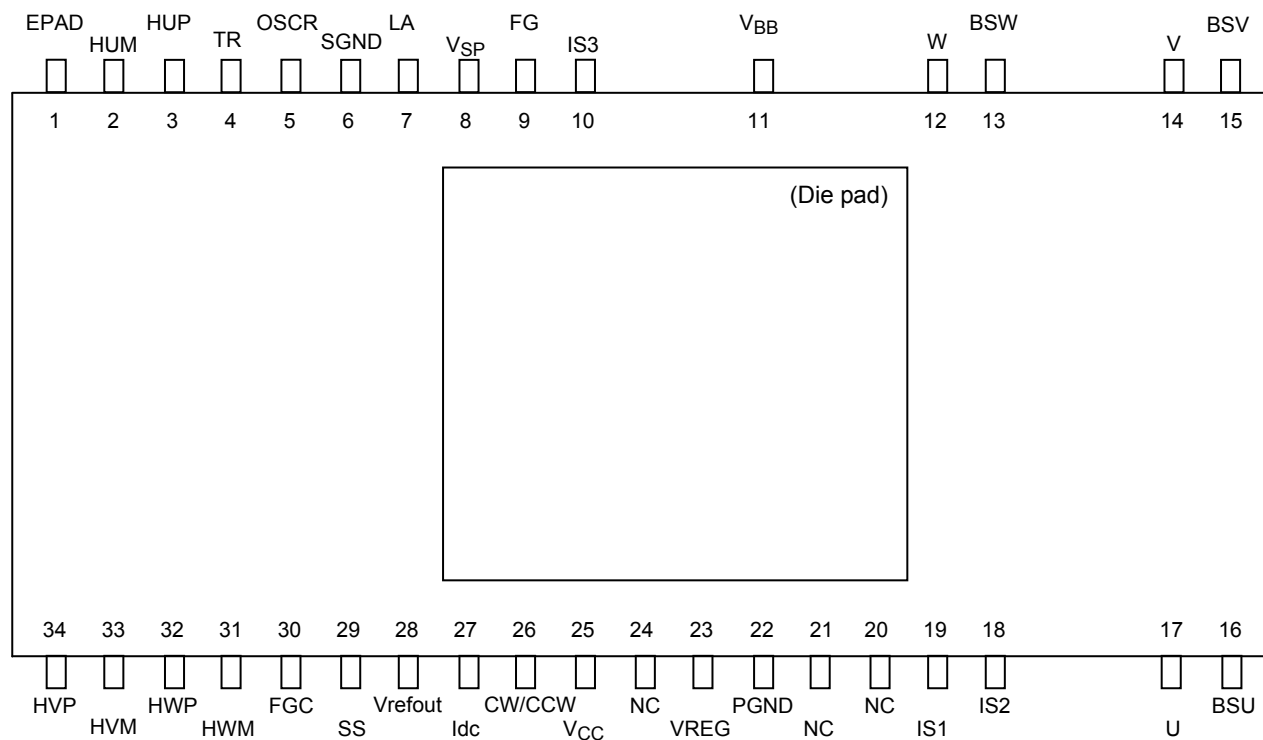 EPAD HUP OSCR LA FG V_BB BSW BSV
HUM TR SGND V_SP IS3 W V
1 2 3 4 5 6 7 8 9 10 11 12 13 14 15
(Die pad)
34 33 32 31 30 29 28 27 26 25 24 23 22 21 20 19 18 17 16
HVP HWP FGC Vrefout CW/CCW NC PGND NC IS2 BSU
HVM HWM SS Idc V_CC VREG NC IS1 U